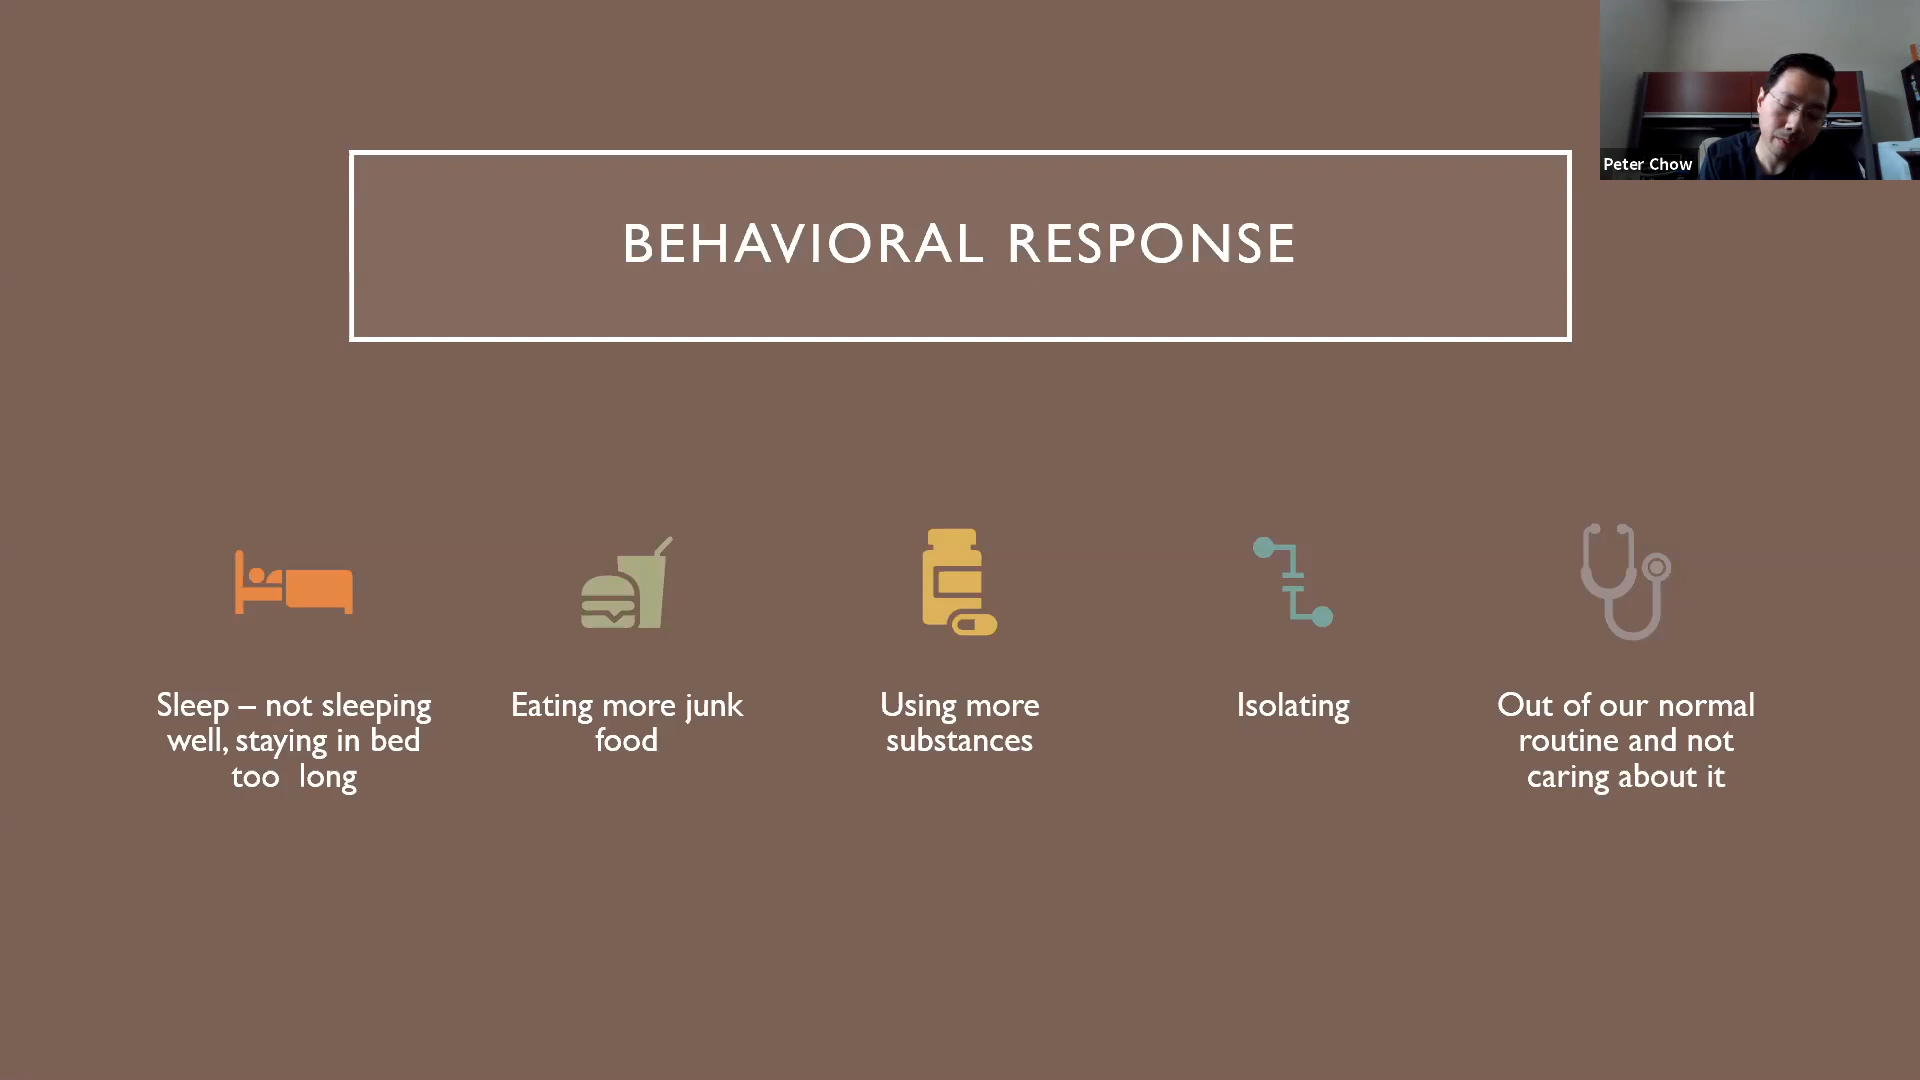 Peter Chow
BEHAVIORAL RESPONSE
Sleep – not sleeping
well, staying in bed
too  long
Eating more junk
food
Using more
substances
Isolating
Out of our normal
routine and not
caring about it